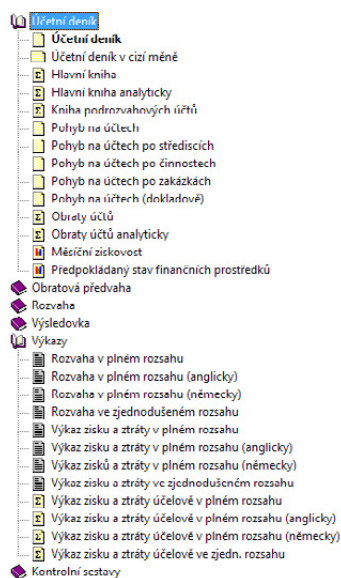 Účetní deník
Účetní deník
Účetní deník v cizí měně
Hlavní kniha
Hlavní kniha analyticky
Kniha podrozvahových účtů
Pohyb na účtech
Pohyb na účtech po střediscích
Pohyb na účtech po činnostech
Pohyb na účtech po zakázkách
Pohyb na účtech (dokladově)
Obraty účtů
Obraty účtů analyticky
Měsíční ziskovost
Předpokládaný stav finančních prostředků
Obratová předvaha
Rozvaha
Výsledovka
Výkazy
Rozvaha v plném rozsahu
Rozvaha v plném rozsahu (anglicky)
Rozvaha v plném rozsahu (německy)
Rozvaha ve zjednodušeném rozsahu
Výkaz zisku a ztráty v plném rozsahu
Výkaz zisku a ztráty v plném rozsahu (anglicky)
Výkaz zisků a ztráty v plném rozsahu (německy)
Výkaz zisku a ztráty ve zjednodušeném rozsahu
Výkaz zisku a ztráty účelově v plném rozsahu
Výkaz zisku a ztráty účelově v plném rozsahu (anglicky)
Výkaz zisku a ztráty účelově v plném rozsahu (německy)
Výkaz zisku a ztráty účelově ve zjedn. rozsahu
Kontrolní sestavy